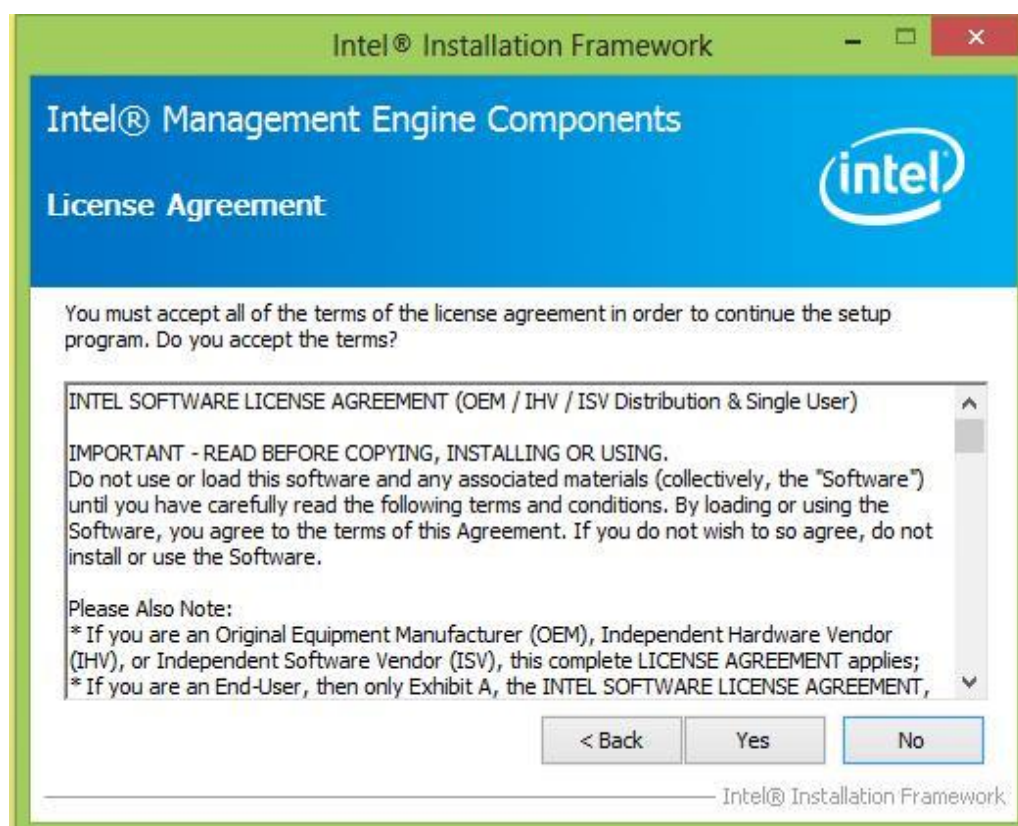 Intel® Installation Framework
Intel® Management Engine Components
intel
License Agreement
You must accept all of the terms of the license agreement in order to continue the setup
program. Do you accept the terms?
INTEL SOFTWARE LICENSE AGREEMENT (OEM / IHV / ISV Distribution & Single User)
IMPORTANT - READ BEFORE COPYING, INSTALLING OR USING.
Do not use or load this software and any associated materials (collectively, the "Software")
until you have carefully read the following terms and conditions. By loading or using the
Software, you agree to the terms of this Agreement. If you do not wish to so agree, do not
install or use the Software.
Please Also Note:
* If you are an Original Equipment Manufacturer (OEM), Independent Hardware Vendor
(IHV), or Independent Software Vendor (ISV), this complete LICENSE AGREEMENT applies;
* If you are an End-User, then only Exhibit A, the INTEL SOFTWARE LICENSE AGREEMENT,
< Back Yes No
Intel® Installation Framework